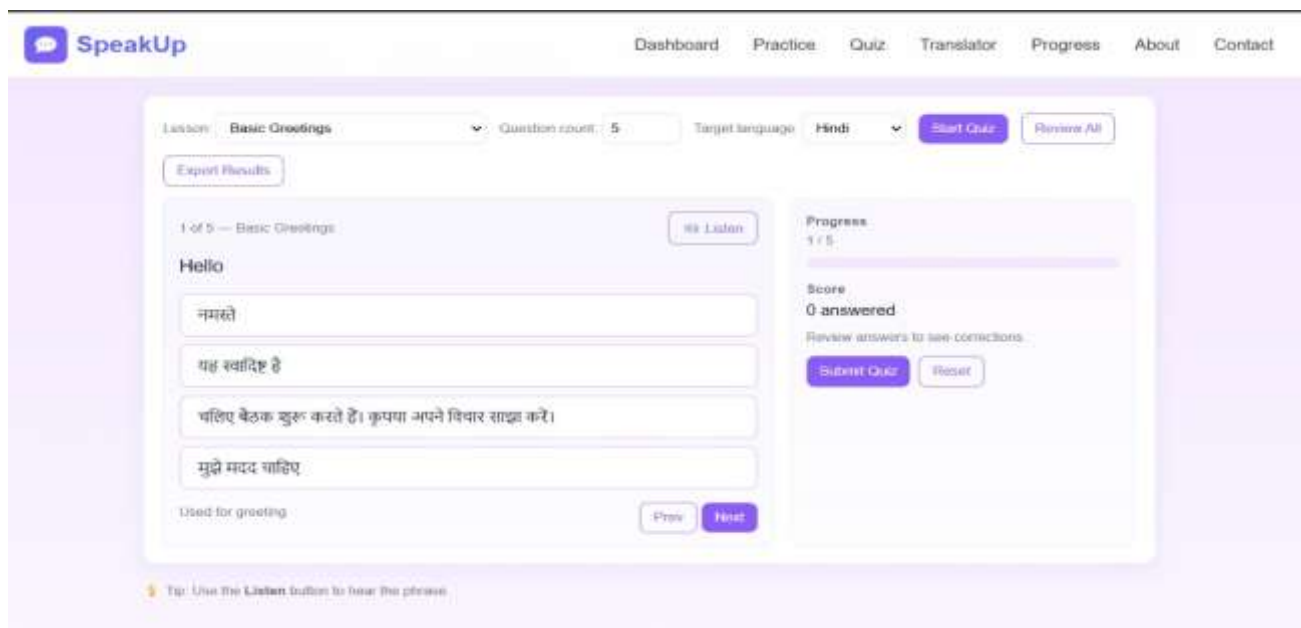 SpeakUp
Dashboard Practice Quiz Translator Progress About Contact
Lesson: Basic Greetings Question count: 5 Target language: Hindi Start Quiz Review All
Export Results
1 of 5 — Basic Greetings
Listen
Hello
नमस्ते
यह स्वादिष्ट है
चलिए बैठक शुरू करते हैं। कृपया अपने विचार साझा करें।
मुझे मदद चाहिए
Used for greeting
Prev Next
Progress
1 / 5
Score
0 answered
Review answers to see corrections.
Submit Quiz Reset
Tip: Use the Listen button to hear the phrase.